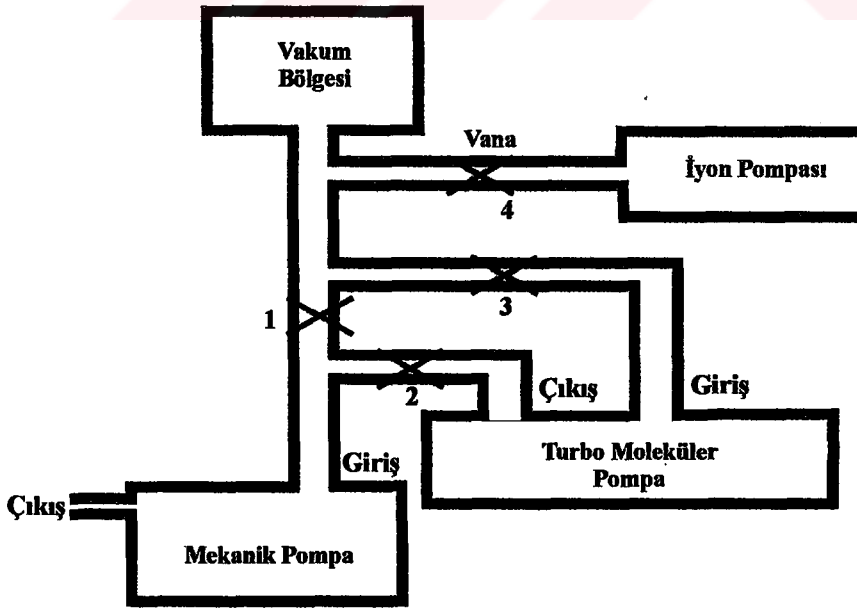 Vakum
Bölgesi
Vana
İyon Pompası
4
3
1
2
Çıkış
Giriş
Giriş
Turbo Moleküler
Pompa
Çıkış
Mekanik Pompa